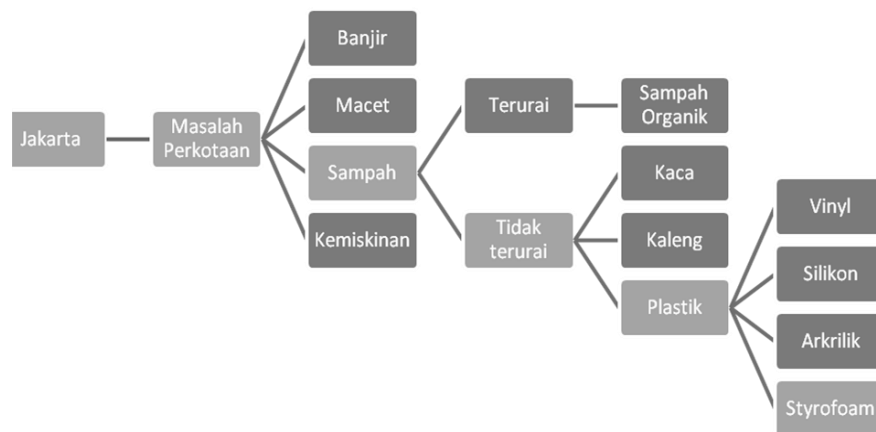 Jakarta
Masalah
Perkotaan
Banjir
Macet
Sampah
Kemiskinan
Terurai
Tidak
terurai
Sampah
Organik
Kaca
Kaleng
Plastik
Vinyl
Silikon
Arkrilik
Styrofoam